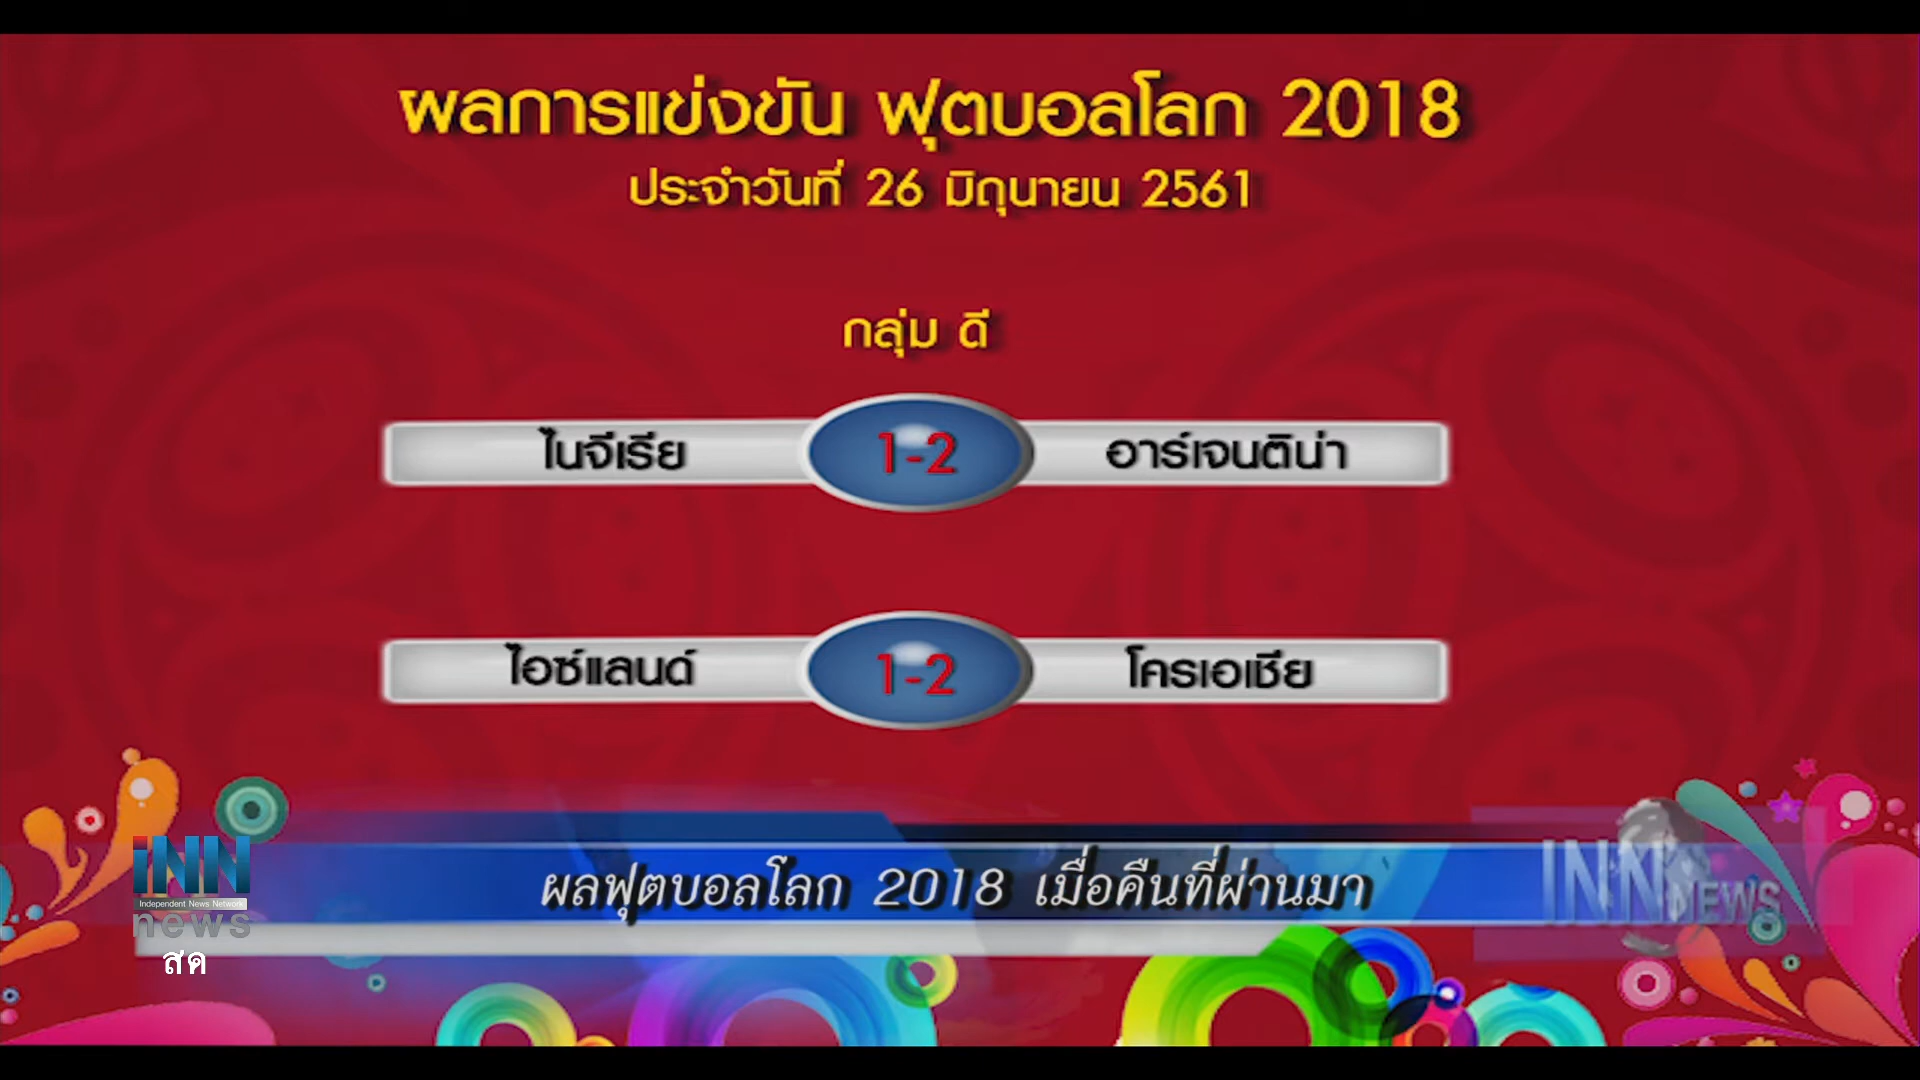 ผลการแข่งขัน ฟุตบอลโลก 2018
ประจำวันที่ 26 มิถุนายน 2561
กลุ่ม ดี
ไนจีเรีย 1-2 อาร์เจนติน่า
ไอซ์แลนด์ 1-2 โครเอเชีย
ผลฟุตบอลโลก 2018 เมื่อคืนที่ผ่านมา
iNN
Independent News Network
news
สด
INN NEWS